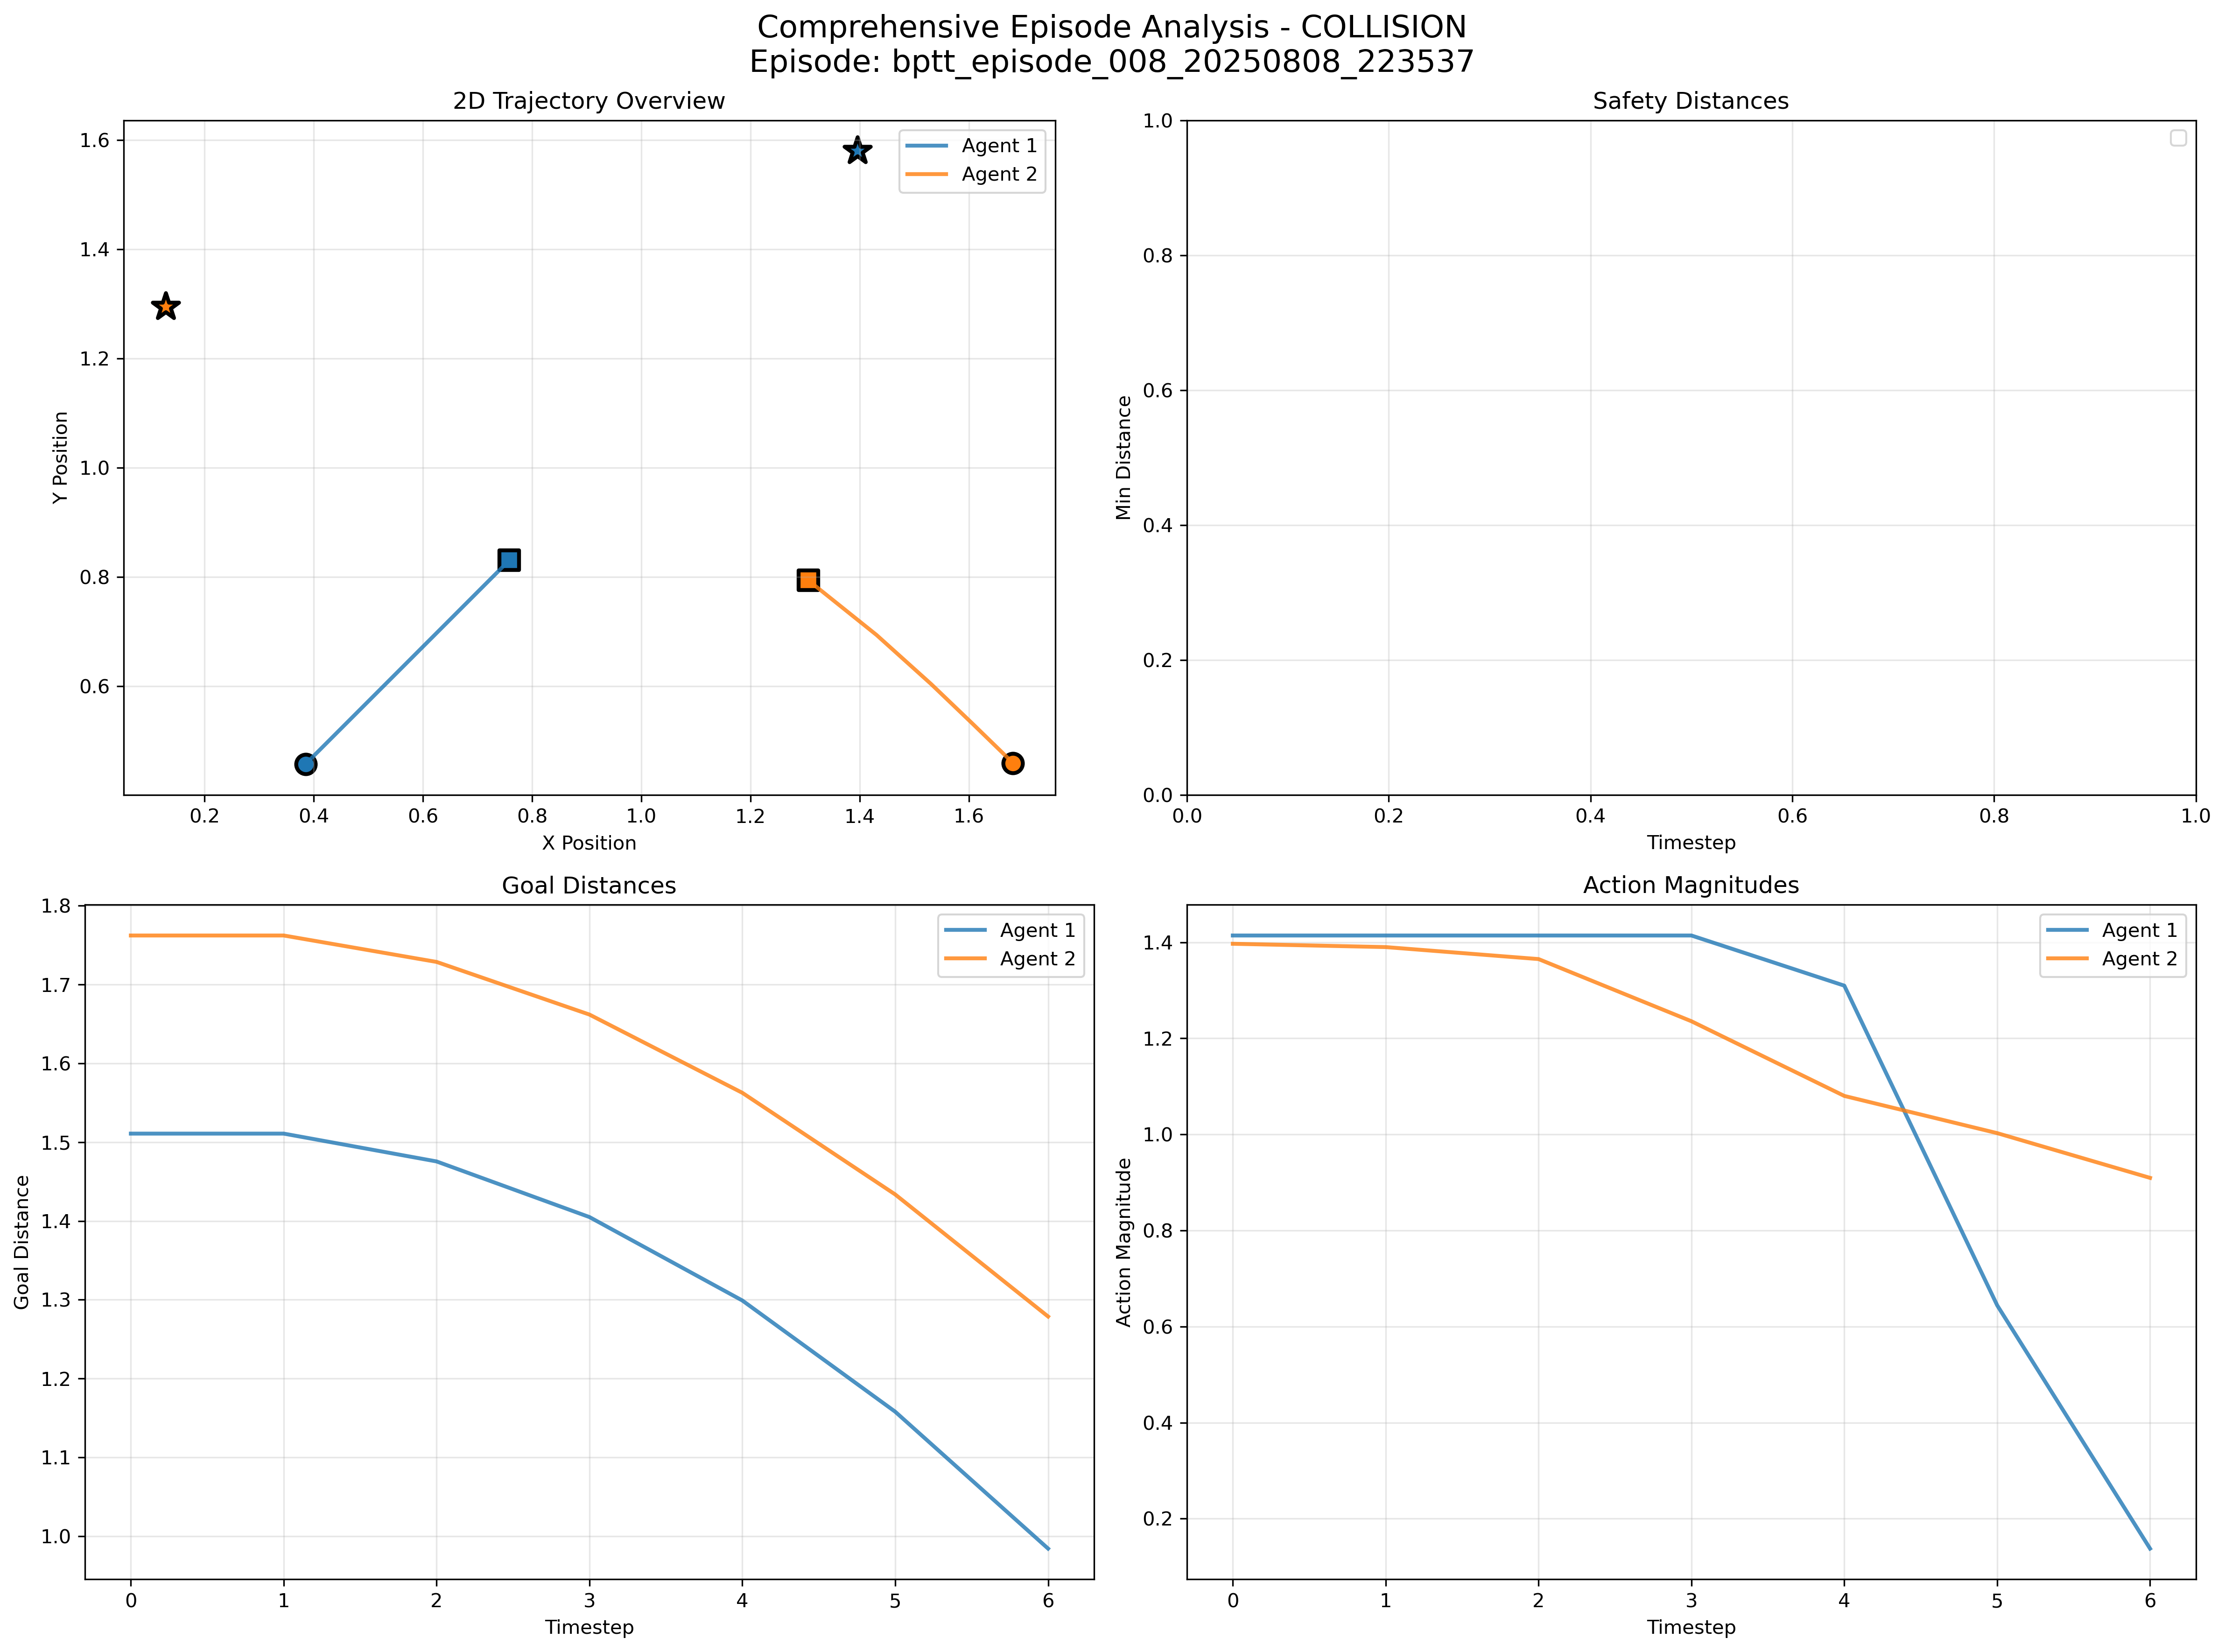 Comprehensive Episode Analysis - COLLISION
Episode: bptt_episode_008_20250808_223537
2D Trajectory Overview
1.6
1.4
1.2
1.0
0.8
0.6
Y Position
0.2
0.4
0.6
0.8
1.0
1.2
1.4
1.6
X Position
Agent 1
Agent 2
Safety Distances
1.0
0.8
0.6
0.4
0.2
0.0
Min Distance
0.0
0.2
0.4
0.6
0.8
1.0
Timestep
Goal Distances
1.8
1.7
1.6
1.5
1.4
1.3
1.2
1.1
1.0
Goal Distance
0
1
2
3
4
5
6
Timestep
Agent 1
Agent 2
Action Magnitudes
1.4
1.2
1.0
0.8
0.6
0.4
0.2
Action Magnitude
0
1
2
3
4
5
6
Timestep
Agent 1
Agent 2